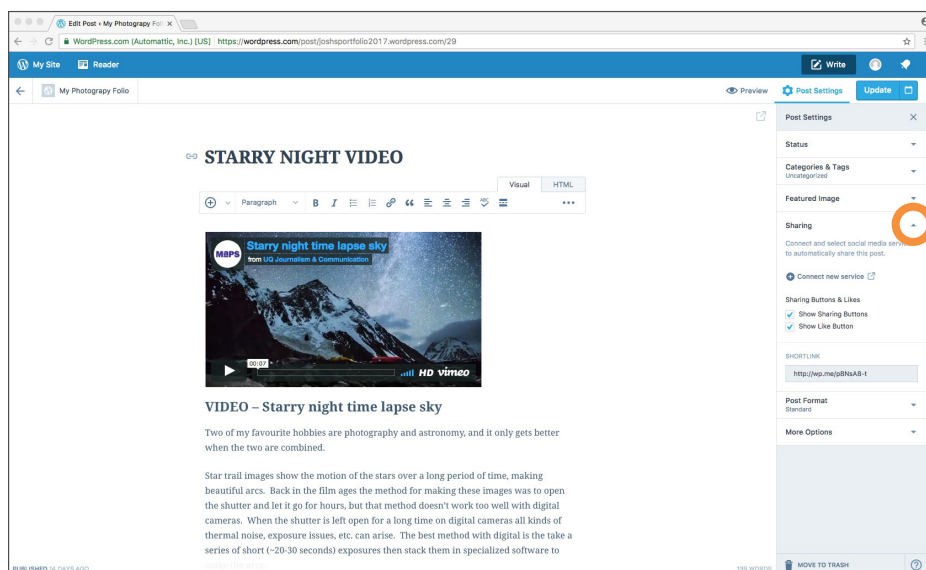 Edit Post ‹ My Photograpy Foli
WordPress.com (Automattic, Inc.) [US] https://wordpress.com/post/joshsportfolio2017.wordpress.com/29
My Site Reader Write
My Photograpy Folio Preview Post Settings Update
Post Settings
Status
Categories & Tags
Uncategorized
Featured Image
Sharing
Connect and select social media
to automatically share this post.
Connect new service
Sharing Buttons & Likes
Show Sharing Buttons
Show Like Button
SHORTLINK
http://wp.me/p8NsA8-t
Post Format
Standard
More Options
MOVE TO TRASH
STARRY NIGHT VIDEO
Visual HTML
Paragraph B I ABC
MaPS
Starry night time lapse sky
from UQ Journalism & Communication
00:07
HD vimeo
VIDEO – Starry night time lapse sky
Two of my favourite hobbies are photography and astronomy, and it only gets better
when the two are combined.
Star trail images show the motion of the stars over a long period of time, making
beautiful arcs. Back in the film ages the method for making these images was to open
the shutter and let it go for hours, but that method doesn't work too well with digital
cameras. When the shutter is left open for a long time on digital cameras all kinds of
thermal noise, exposure issues, etc. can arise. The best method with digital is the take a
series of short (~20-30 seconds) exposures then stack them in specialized software to
PUBLISHED 14 DAYS AGO
WORDS